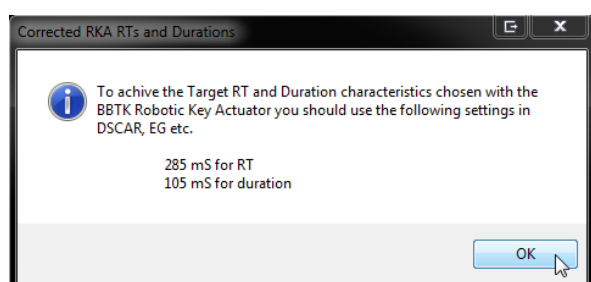 Corrected RKA RTs and Durations
To achive the Target RT and Duration characteristics chosen with the
BBTK Robotic Key Actuator you should use the following settings in
DSCAR, EG etc.
285 mS for RT
105 mS for duration
OK